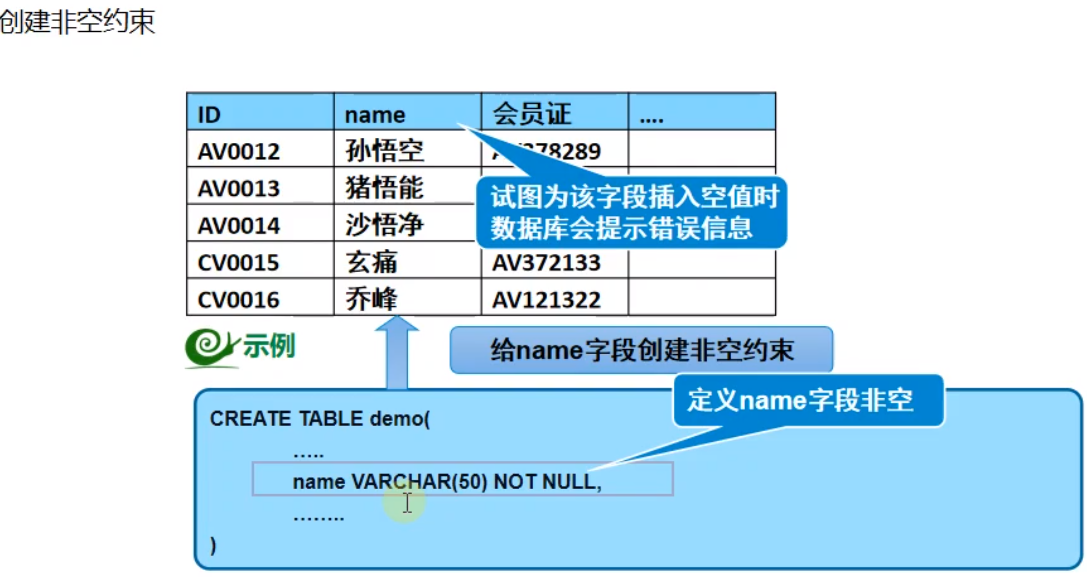 创建非空约束
ID name 会员证 ....
AV0012 孙悟空 78289
AV0013 猪悟能
试图为该字段插入空值时
数据库会提示错误信息
AV0014 沙悟净
CV0015 玄痛 AV372133
CV0016 乔峰 AV121322
示例
给name字段创建非空约束
定义name字段非空
CREATE TABLE demo(
.....
name VARCHAR(50) NOT NULL,
........
)